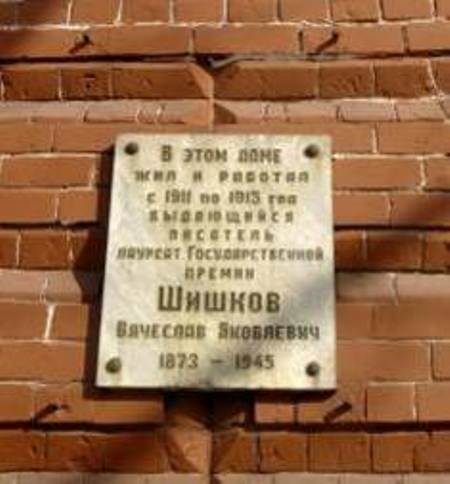 В ЭТОМ ДОМЕ
ЖИЛ И РАБОТАЛ
С 1911 ПО 1915 ГОД
ВЫДАЮЩИЙСЯ
ПИСАТЕЛЬ
ЛАУРЕАТ ГОСУДАРСТВЕННОЙ
ПРЕМИИ
ШИШКОВ
ВЯЧЕСЛАВ ЯКОВЛЕВИЧ
1873 – 1945